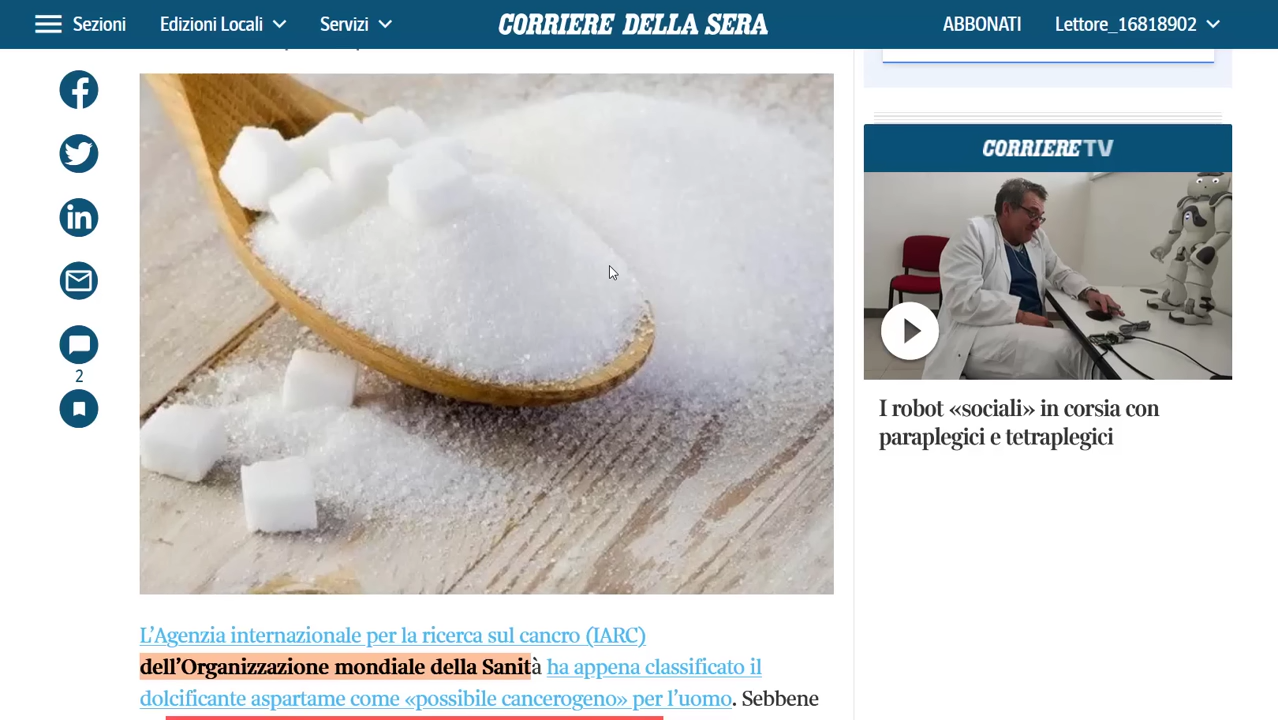 Sezioni Edizioni Locali Servizi CORRIERE DELLA SERA ABBONATI Lettore_16818902
2
CORRIERE TV
I robot «sociali» in corsia con
paraplegici e tetraplegici
L’Agenzia internazionale per la ricerca sul cancro (IARC)
dell’Organizzazione mondiale della Sanità ha appena classificato il
dolcificante aspartame come «possibile cancerogeno» per l’uomo. Sebbene